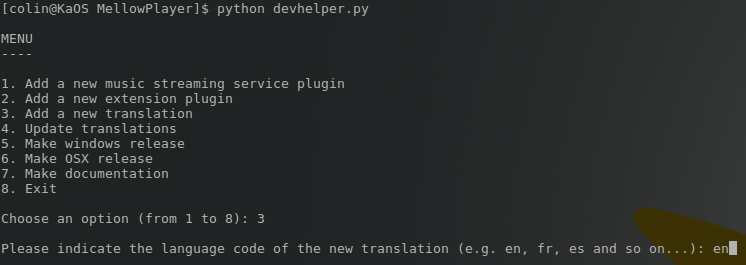 [colin@KaOS MellowPlayer]$ python devhelper.py
MENU
----
1. Add a new music streaming service plugin
2. Add a new extension plugin
3. Add a new translation
4. Update translations
5. Make windows release
6. Make OSX release
7. Make documentation
8. Exit
Choose an option (from 1 to 8): 3
Please indicate the language code of the new translation (e.g. en, fr, es and so on...): en